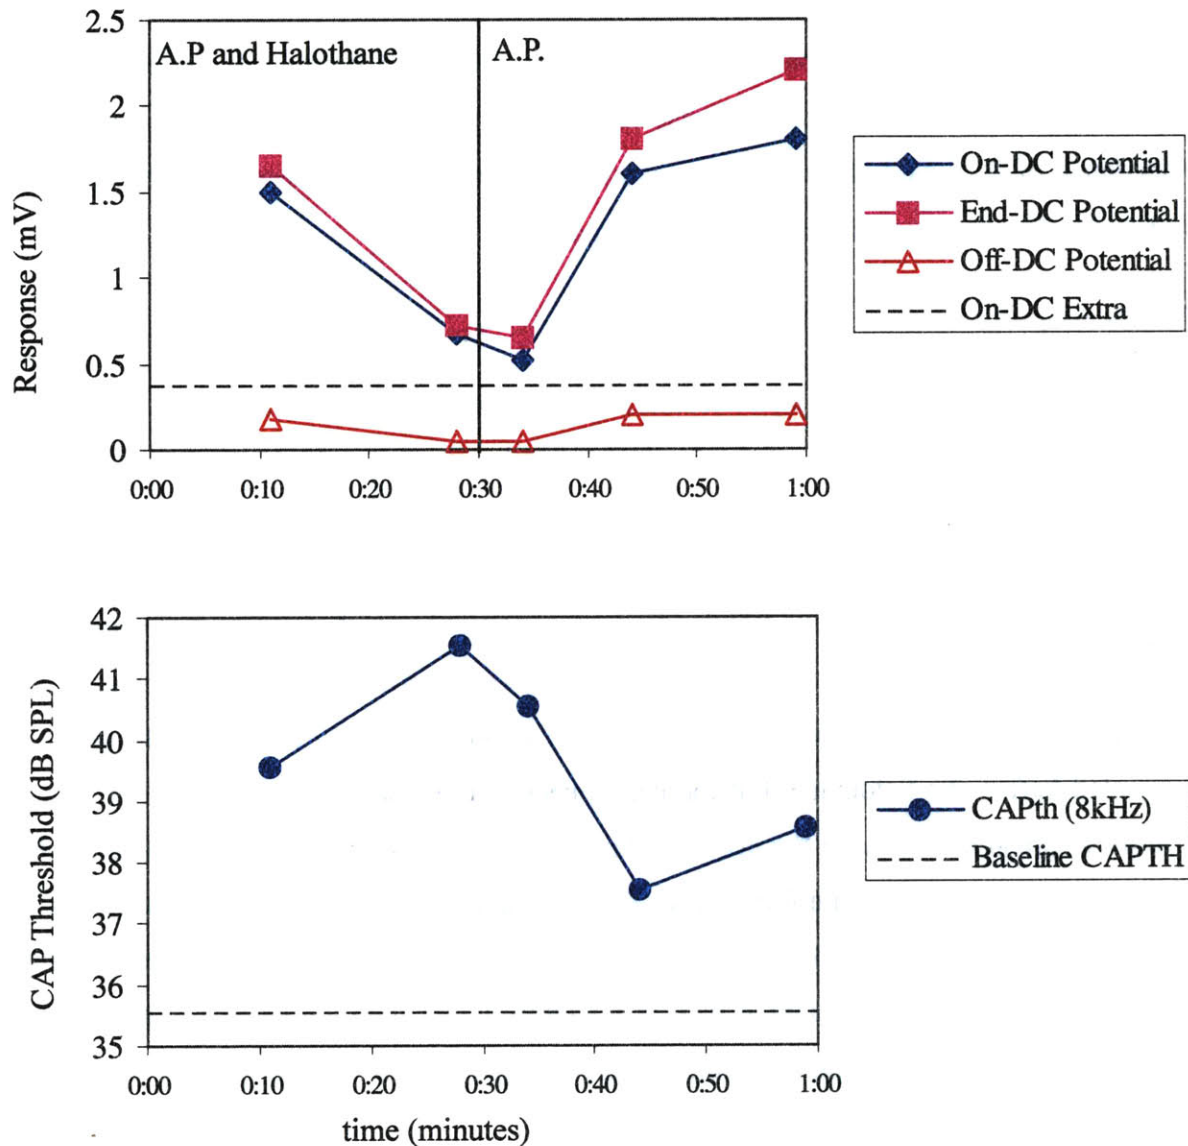 2.5
A.P and Halothane
A.P.
2
1.5
1
0.5
0
Response (mV)
0:00 0:10 0:20 0:30 0:40 0:50 1:00
On-DC Potential
End-DC Potential
Off-DC Potential
On-DC Extra
42
41
40
39
38
37
36
35
CAP Threshold (dB SPL)
0:00 0:10 0:20 0:30 0:40 0:50 1:00
time (minutes)
CAPth (8kHz)
Baseline CAPTH